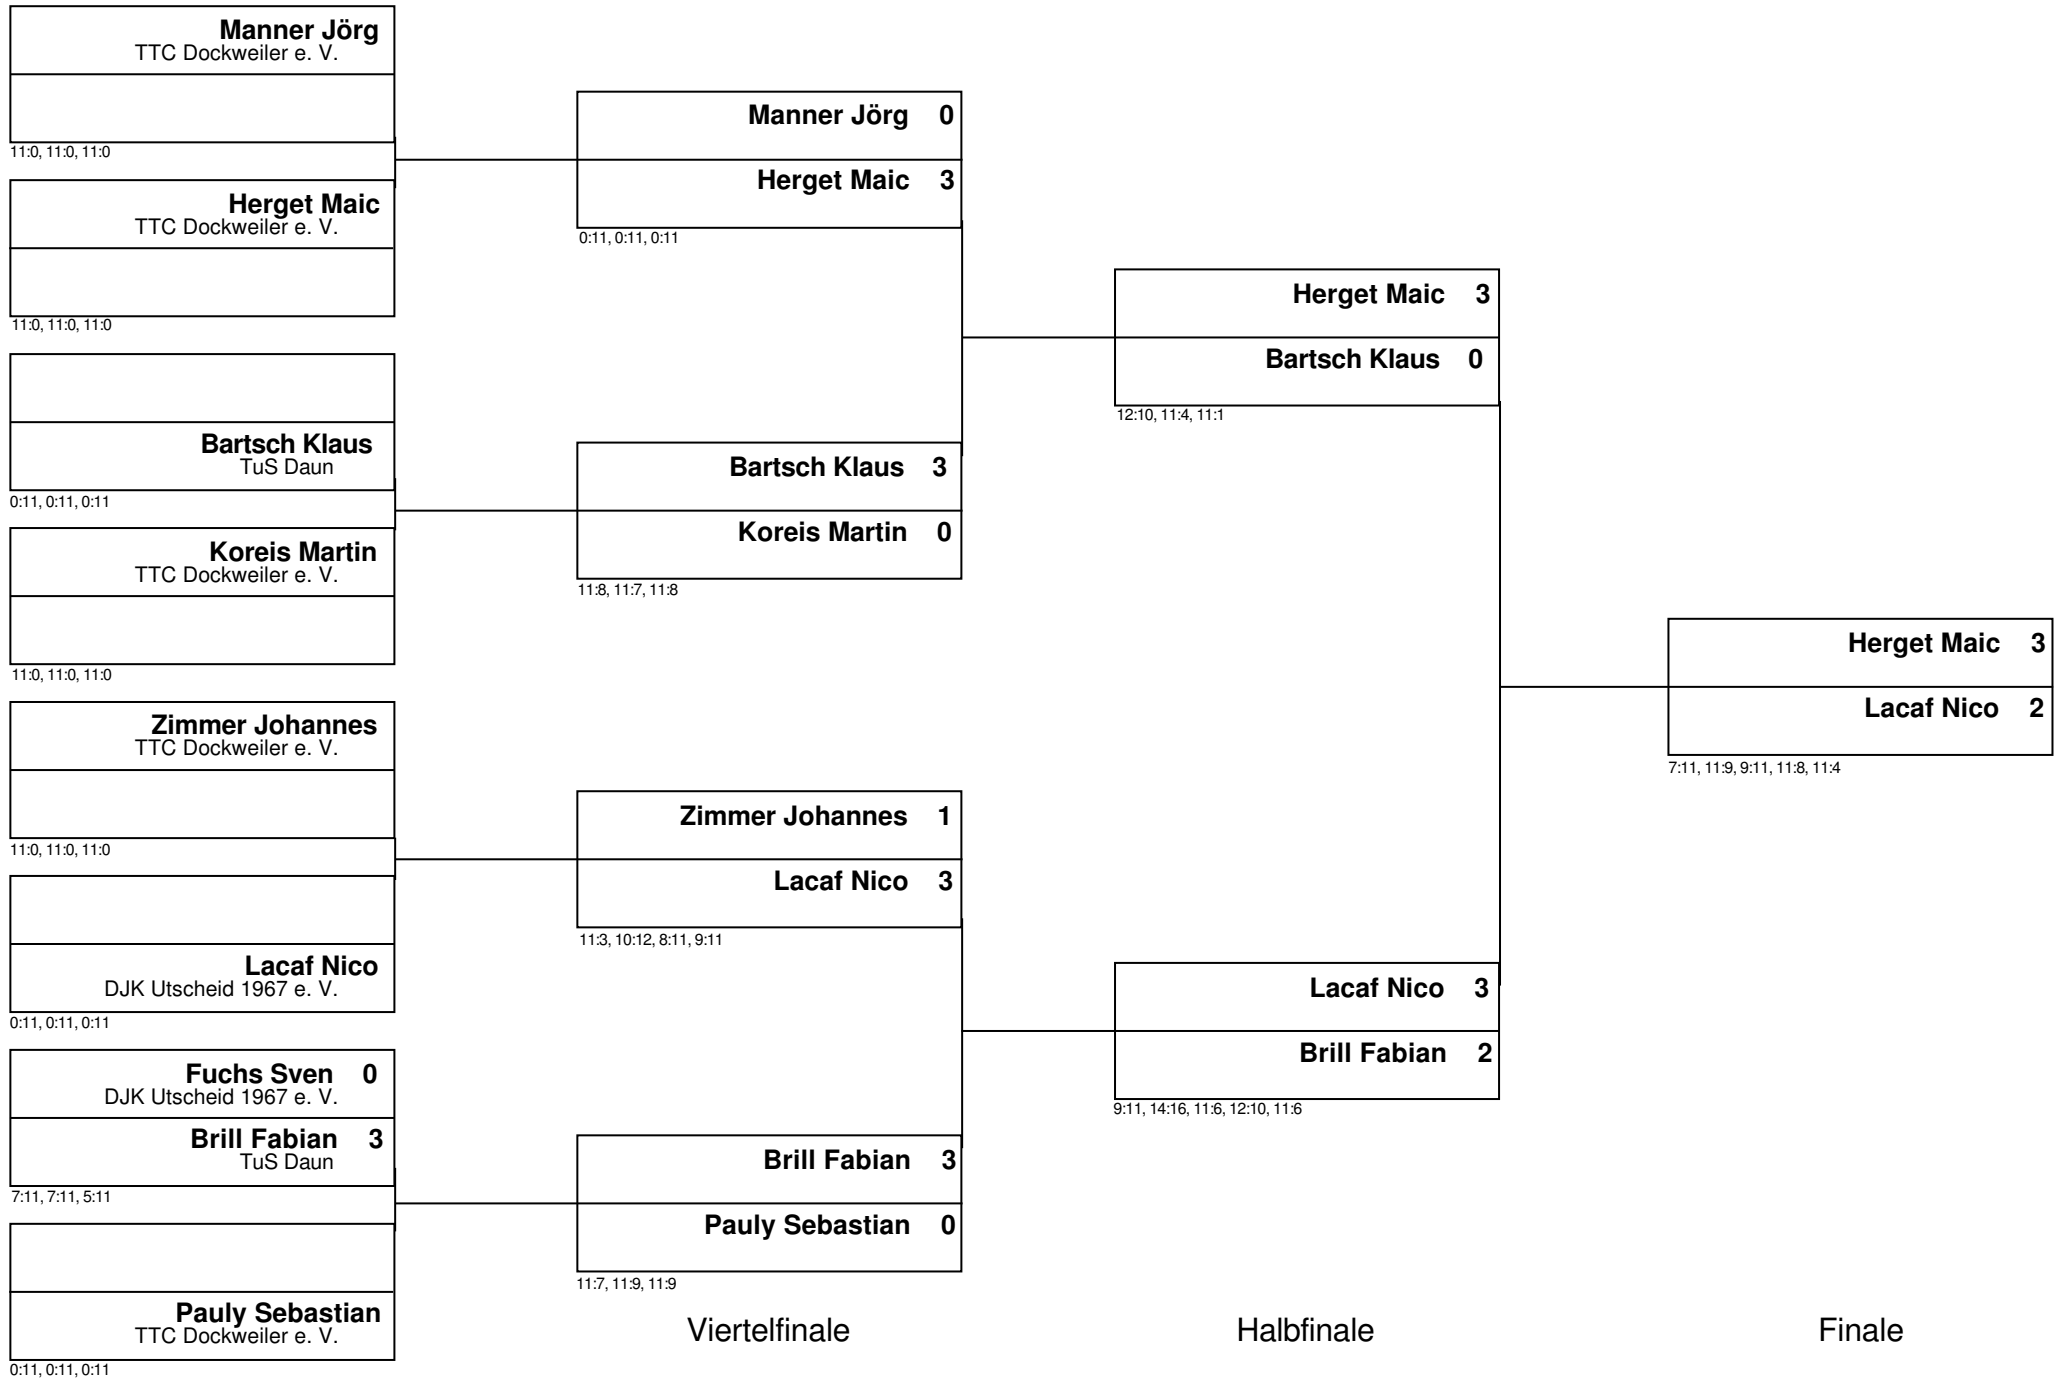 Manner Jörg
TTC Dockweiler e. V.
11:0, 11:0, 11:0
Herget Maic
TTC Dockweiler e. V.
11:0, 11:0, 11:0
Bartsch Klaus
TuS Daun
0:11, 0:11, 0:11
Koreis Martin
TTC Dockweiler e. V.
11:0, 11:0, 11:0
Zimmer Johannes
TTC Dockweiler e. V.
11:0, 11:0, 11:0
Lacaf Nico
DJK Utscheid 1967 e. V.
0:11, 0:11, 0:11
Fuchs Sven 0
DJK Utscheid 1967 e. V.
Brill Fabian 3
TuS Daun
7:11, 7:11, 5:11
Pauly Sebastian
TTC Dockweiler e. V.
0:11, 0:11, 0:11
Manner Jörg 0
Herget Maic 3
0:11, 0:11, 0:11
Bartsch Klaus 3
Koreis Martin 0
11:8, 11:7, 11:8
Zimmer Johannes 1
Lacaf Nico 3
11:3, 10:12, 8:11, 9:11
Brill Fabian 3
Pauly Sebastian 0
11:7, 11:9, 11:9
Viertelfinale
Herget Maic 3
Bartsch Klaus 0
12:10, 11:4, 11:1
Lacaf Nico 3
Brill Fabian 2
9:11, 14:16, 11:6, 12:10, 11:6
Halbfinale
Herget Maic 3
Lacaf Nico 2
7:11, 11:9, 9:11, 11:8, 11:4
Finale